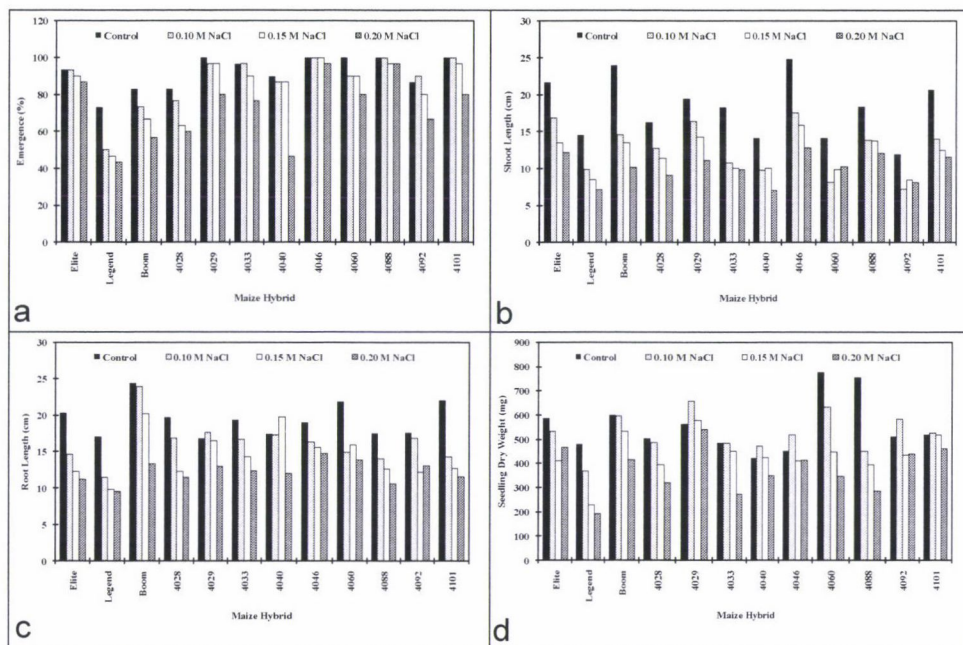 120
100
80
60
40
20
0
Emergence (%)
Control 0.10 M NaCl 0.15 M NaCl 0.20 M NaCl
Elite Legend Boom 4028 4029 4033 4040 4046 4060 4088 4092 4101
Maize Hybrid
a
30
25
20
15
10
5
0
Shoot Length (cm)
Control 0.10 M NaCl 0.15 M NaCl 0.20 M NaCl
Elite Legend Boom 4028 4029 4033 4040 4046 4060 4088 4092 4101
Maize Hybrid
b
30
25
20
15
10
5
0
Root Length (cm)
Control 0.10 M NaCl 0.15 M NaCl 0.20 M NaCl
Elite Legend Boom 4028 4029 4033 4040 4046 4060 4088 4092 4101
Maize Hybrid
c
900
800
700
600
500
400
300
200
100
0
Seedling Dry Weight (mg)
Control 0.10 M NaCl 0.15 M NaCl 0.20 M NaCl
Elite Legend Boom 4028 4029 4033 4040 4046 4060 4088 4092 4101
Maize Hybrid
d